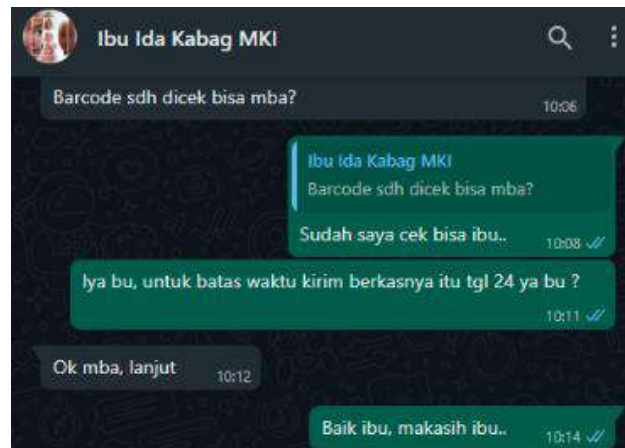 Ibu Ida Kabag MKI
Barcode sdh dicek bisa mba?
10:06
Ibu Ida Kabag MKI
Barcode sdh dicek bisa mba?
Sudah saya cek bisa ibu..
10:08
Iya bu, untuk batas waktu kirim berkasnya itu tgl 24 ya bu ?
10:11
Ok mba, lanjut
10:12
Baik ibu, makasih ibu..
10:14